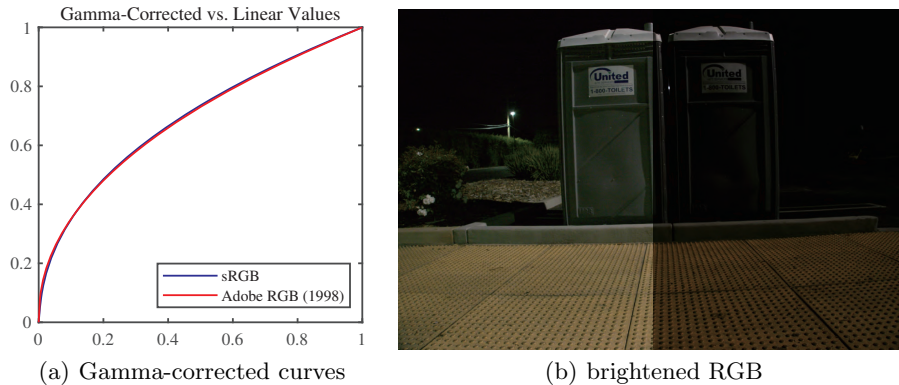 Gamma-Corrected vs. Linear Values
1
0.8
0.6
0.4
0.2
0
0 0.2 0.4 0.6 0.8 1
sRGB
Adobe RGB (1998)
(a) Gamma-corrected curves
United
1-800-TOILETS
United
1-800-TOILETS
(b) brightened RGB